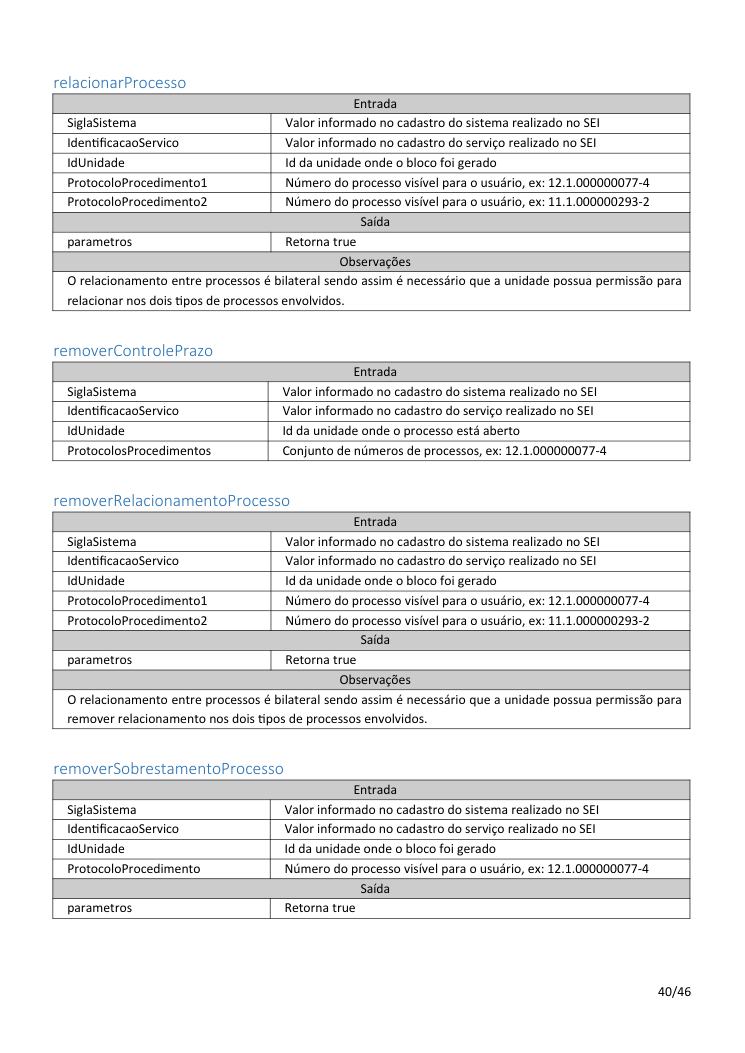 relacionarProcesso
Entrada
SiglaSistema Valor informado no cadastro do sistema realizado no SEI
IdentificacaoServico Valor informado no cadastro do serviço realizado no SEI
IdUnidade Id da unidade onde o bloco foi gerado
ProtocoloProcedimento1 Número do processo visível para o usuário, ex: 12.1.000000077-4
ProtocoloProcedimento2 Número do processo visível para o usuário, ex: 11.1.000000293-2
Saída
parametros Retorna true
Observações
O relacionamento entre processos é bilateral sendo assim é necessário que a unidade possua permissão para
relacionar nos dois tipos de processos envolvidos.
removerControlePrazo
Entrada
SiglaSistema Valor informado no cadastro do sistema realizado no SEI
IdentificacaoServico Valor informado no cadastro do serviço realizado no SEI
IdUnidade Id da unidade onde o processo está aberto
ProtocolosProcedimentos Conjunto de números de processos, ex: 12.1.000000077-4
removerRelacionamentoProcesso
Entrada
SiglaSistema Valor informado no cadastro do sistema realizado no SEI
IdentificacaoServico Valor informado no cadastro do serviço realizado no SEI
IdUnidade Id da unidade onde o bloco foi gerado
ProtocoloProcedimento1 Número do processo visível para o usuário, ex: 12.1.000000077-4
ProtocoloProcedimento2 Número do processo visível para o usuário, ex: 11.1.000000293-2
Saída
parametros Retorna true
Observações
O relacionamento entre processos é bilateral sendo assim é necessário que a unidade possua permissão para
remover relacionamento nos dois tipos de processos envolvidos.
removerSobrestamentoProcesso
Entrada
SiglaSistema Valor informado no cadastro do sistema realizado no SEI
IdentificacaoServico Valor informado no cadastro do serviço realizado no SEI
IdUnidade Id da unidade onde o bloco foi gerado
ProtocoloProcedimento Número do processo visível para o usuário, ex: 12.1.000000077-4
Saída
parametros Retorna true
40/46